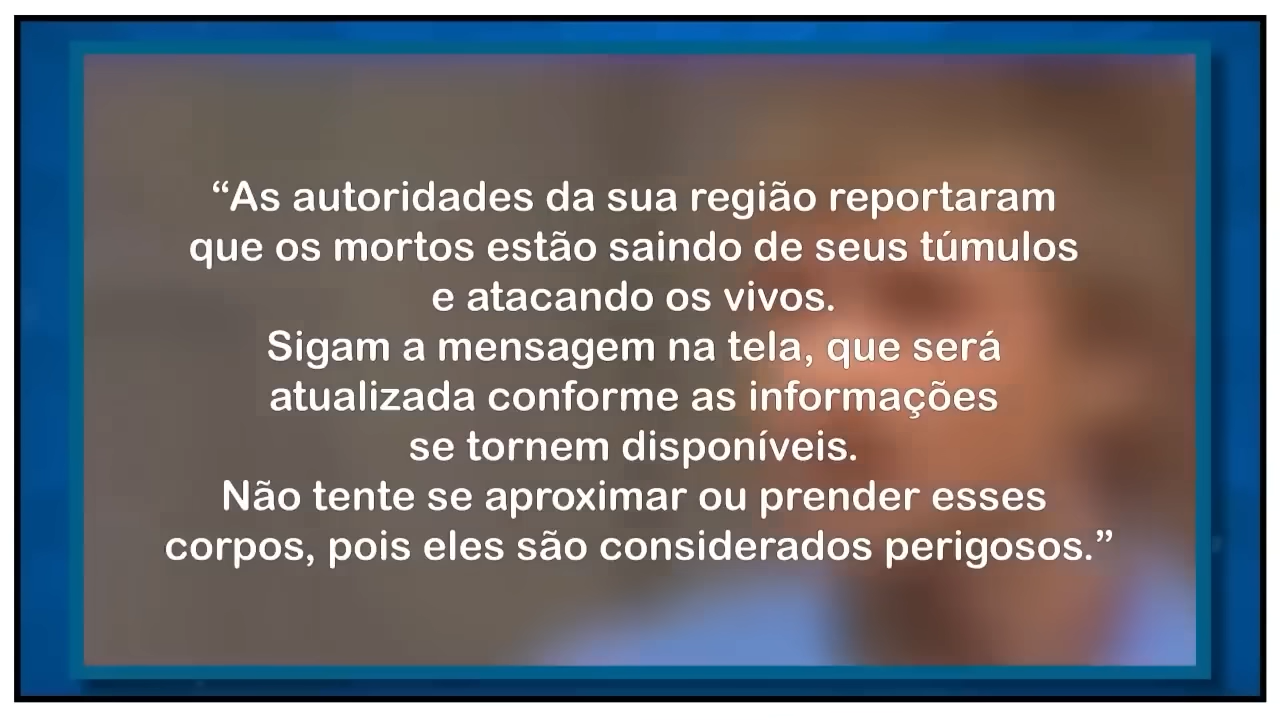 “As autoridades da sua região reportaram
que os mortos estão saindo de seus túmulos
e atacando os vivos.
Sigam a mensagem na tela, que será
atualizada conforme as informações
se tornem disponíveis.
Não tente se aproximar ou prender esses
corpos, pois eles são considerados perigosos.”